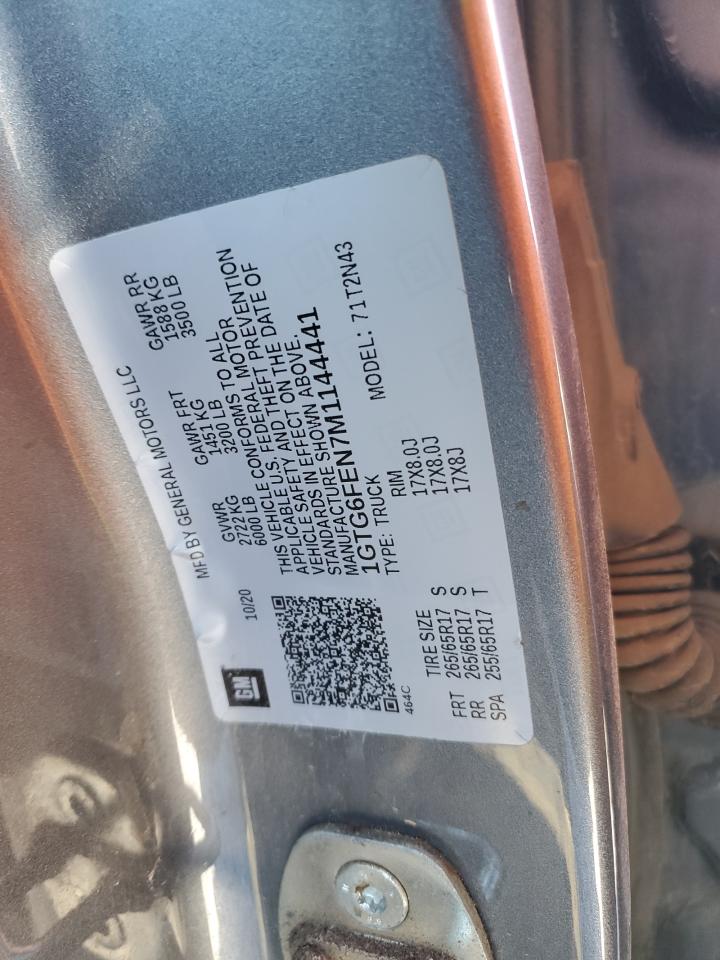 GM
10/20
MFD BY GENERAL MOTORS LLC
GVWR GAWR FRT GAWR RR
2722 KG 1451 KG 1588 KG
6000 LB 3200 LB 3500 LB
THIS VEHICLE CONFORMS TO ALL
APPLICABLE U.S. FEDERAL MOTOR
VEHICLE SAFETY AND THEFT PREVENTION
STANDARDS IN EFFECT ON THE DATE OF
MANUFACTURE SHOWN ABOVE.
1GTG6FEN7M1144441
TYPE: TRUCK MODEL: 71T2N43
464C
TIRE SIZE RIM
FRT 265/65R17 S 17X8.0J
RR 265/65R17 S 17X8.0J
SPA 255/65R17 T 17X8J